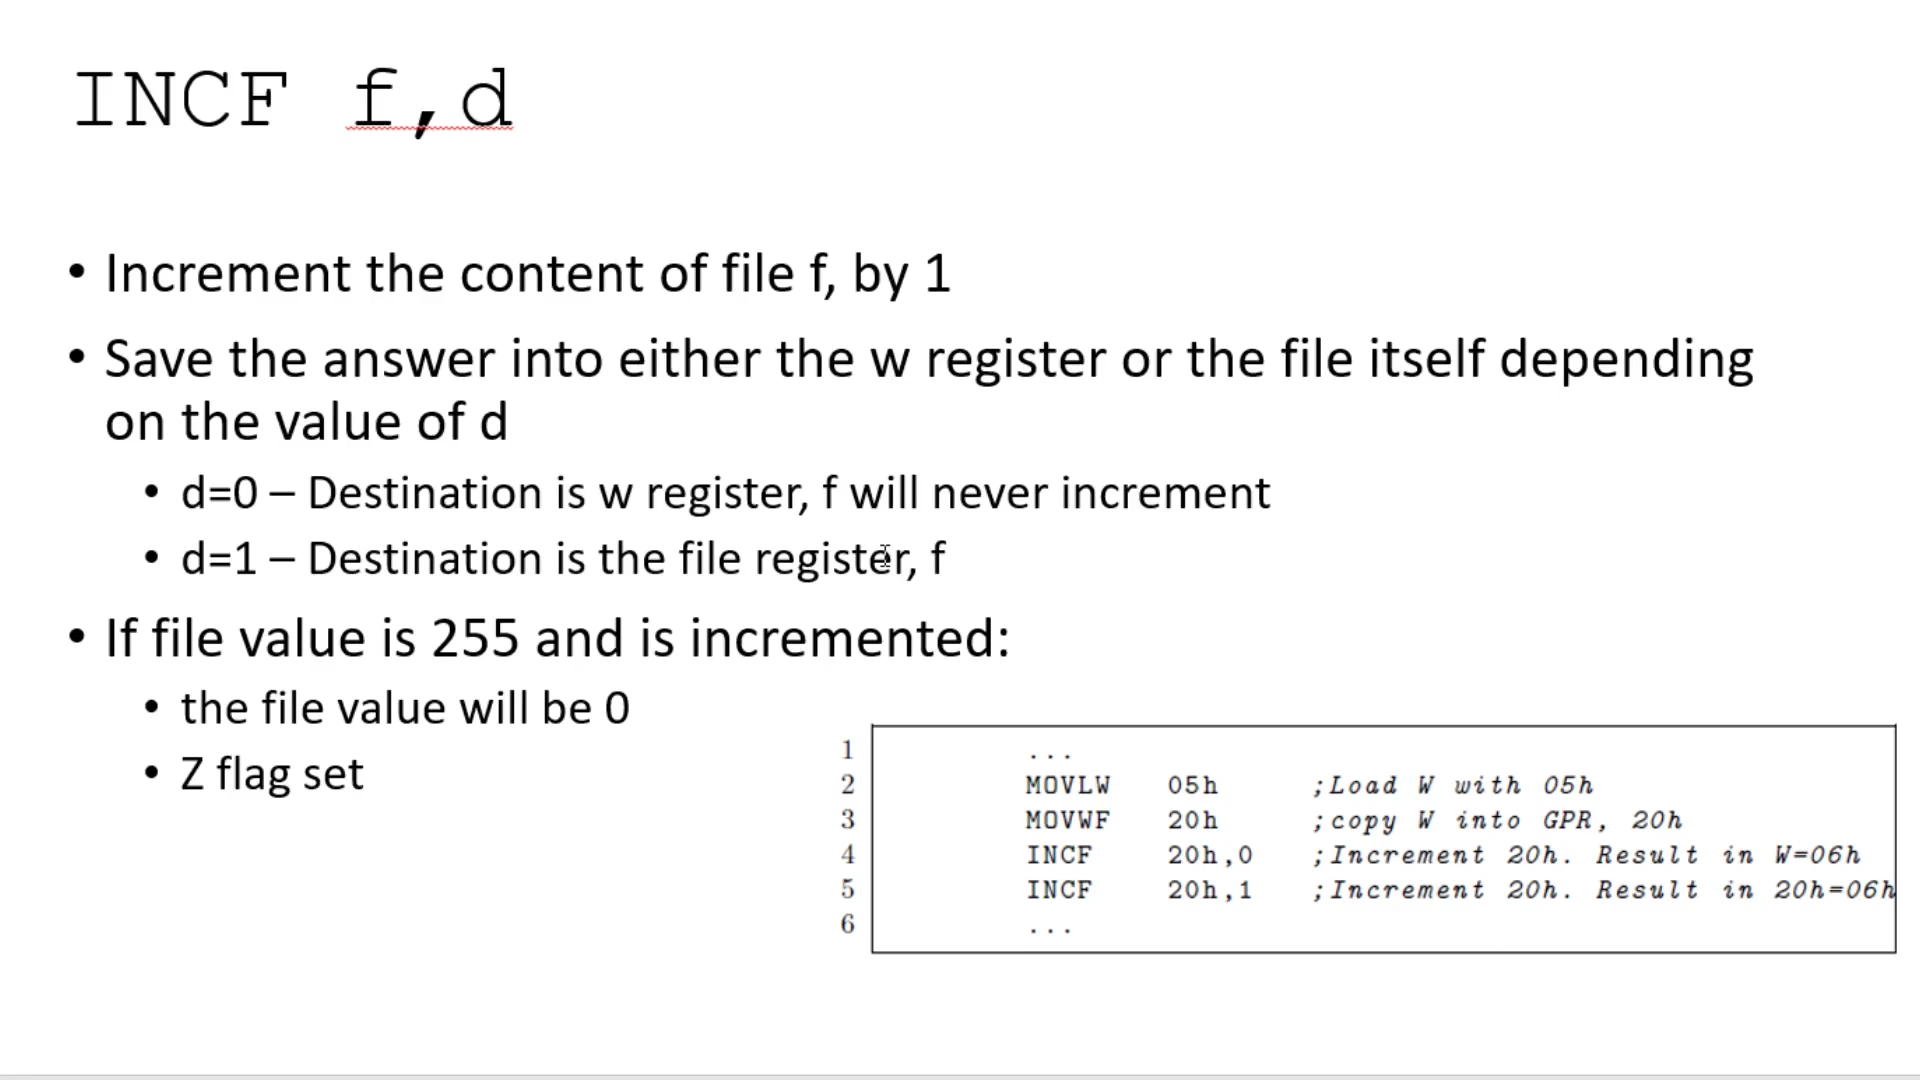 INCF f,d
• Increment the content of file f, by 1
• Save the answer into either the w register or the file itself depending
on the value of d
• d=0 – Destination is w register, f will never increment
• d=1 – Destination is the file register, f
• If file value is 255 and is incremented:
• the file value will be 0
• Z flag set
1 ...
2 MOVLW 05h ;Load W with 05h
3 MOVWF 20h ;copy W into GPR, 20h
4 INCF 20h,0 ;Increment 20h. Result in W=06h
5 INCF 20h,1 ;Increment 20h. Result in 20h=06h
6 ...